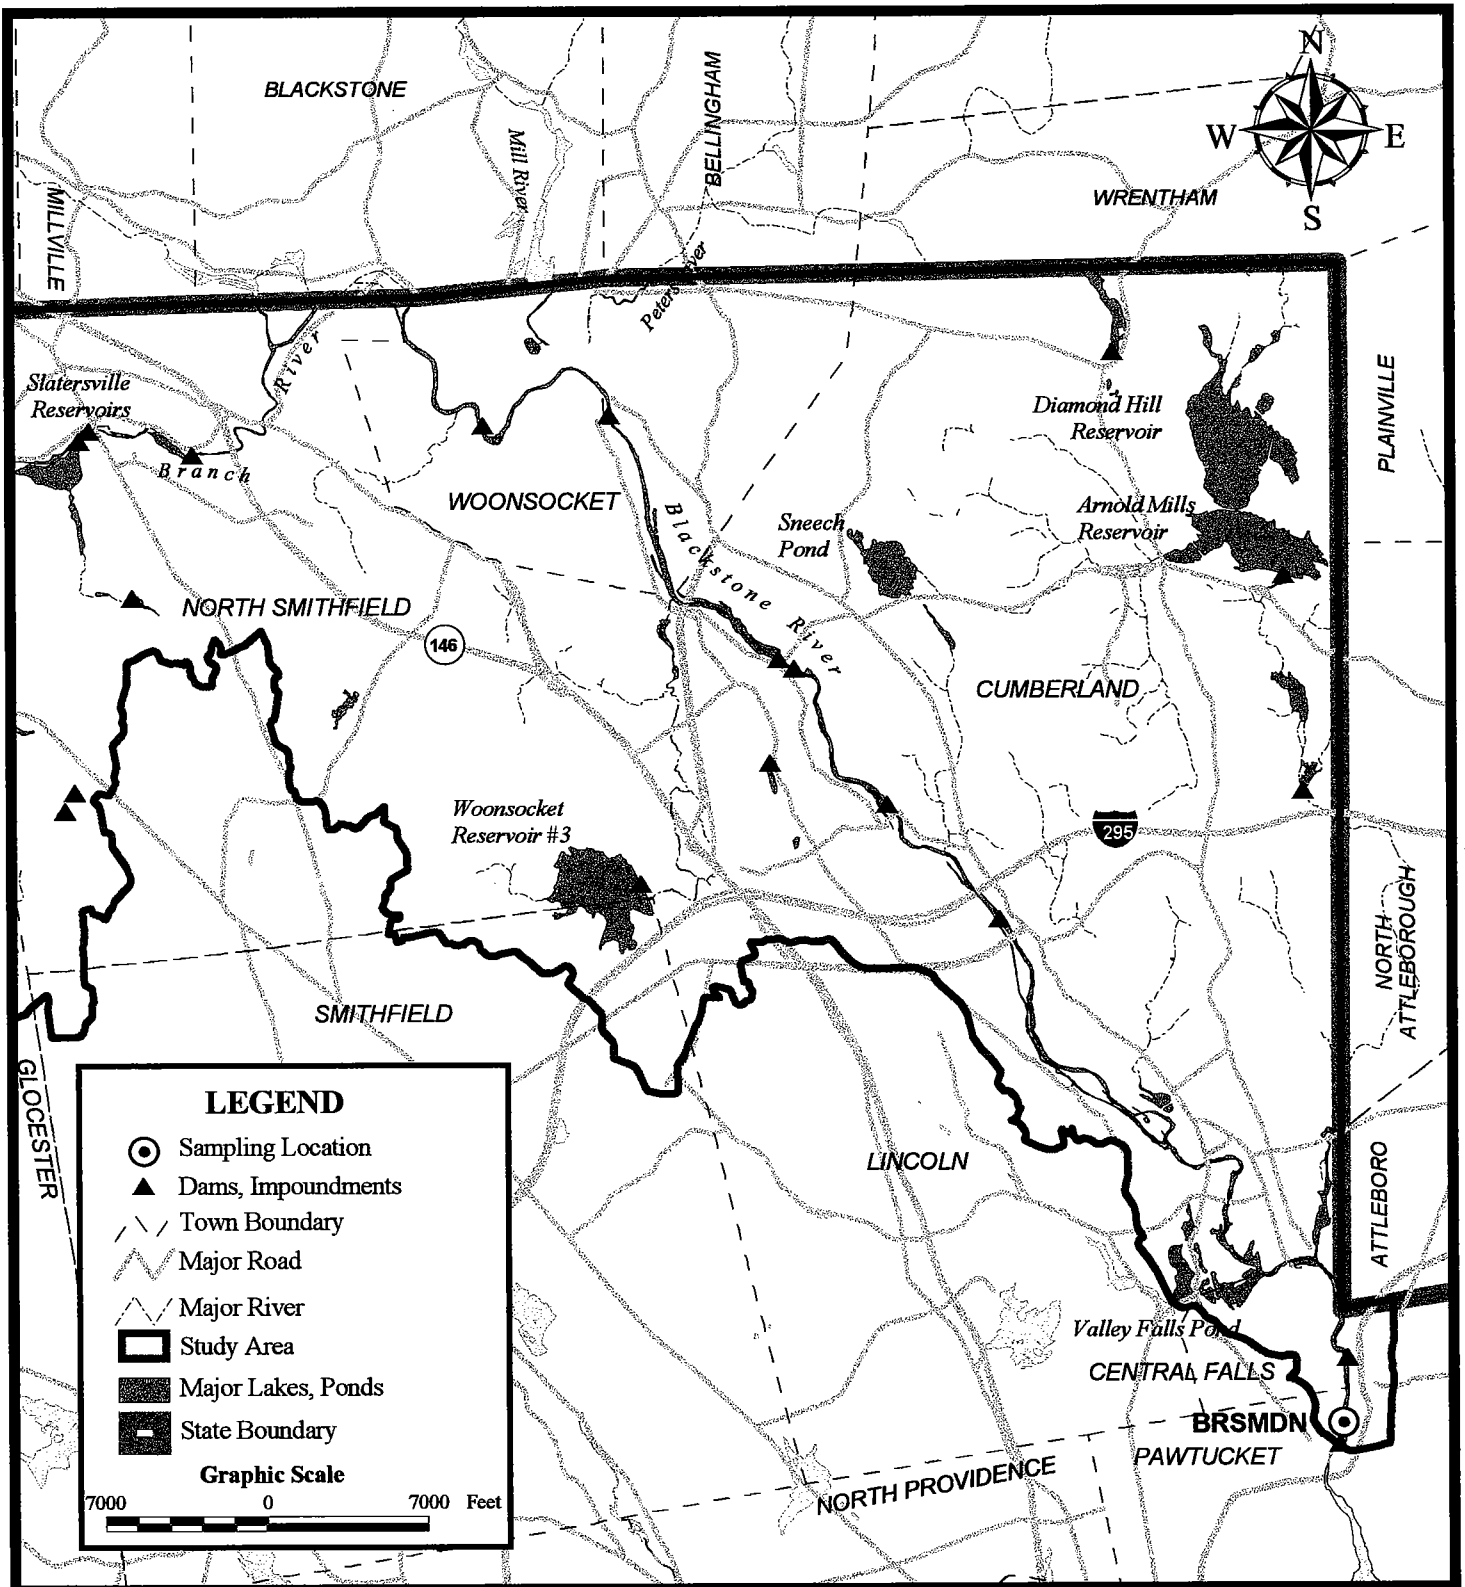 N
BLACKSTONE
BELLINGHAM
W
E
Mill River
MILLVILLE
WRENTHAM
S
Peters River
River
Slatersville
Reservoirs
Diamond Hill
Reservoir
PLAINVILLE
Branch
WOONSOCKET
Blackstone River
Sneech
Pond
Arnold Mills
Reservoir
NORTH SMITHFIELD
146
CUMBERLAND
Woonsocket
Reservoir #3
295
NORTH
ATTLEBOROUGH
SMITHFIELD
GLOCESTER
LINCOLN
ATTLEBORO
LEGEND
Sampling Location
Dams, Impoundments
Town Boundary
Major Road
Major River
Study Area
Major Lakes, Ponds
State Boundary
Graphic Scale
7000 0 7000 Feet
Valley Falls Pond
CENTRAL FALLS
BRSMDN
PAWTUCKET
NORTH PROVIDENCE